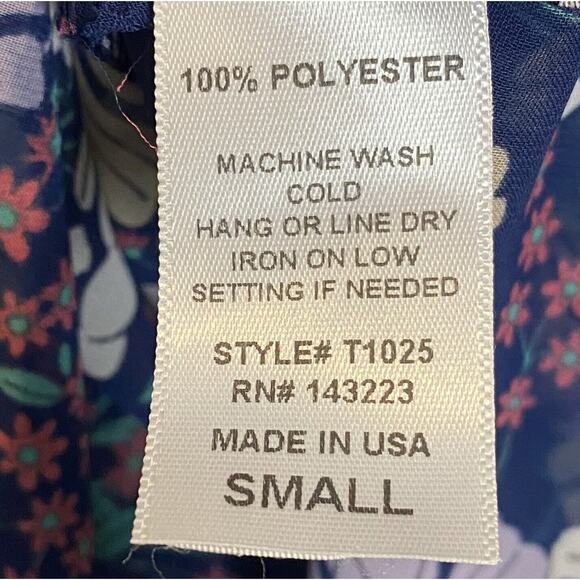 100% POLYESTER
MACHINE WASH
COLD
HANG OR LINE DRY
IRON ON LOW
SETTING IF NEEDED
STYLE# T1025
RN# 143223
MADE IN USA
SMALL